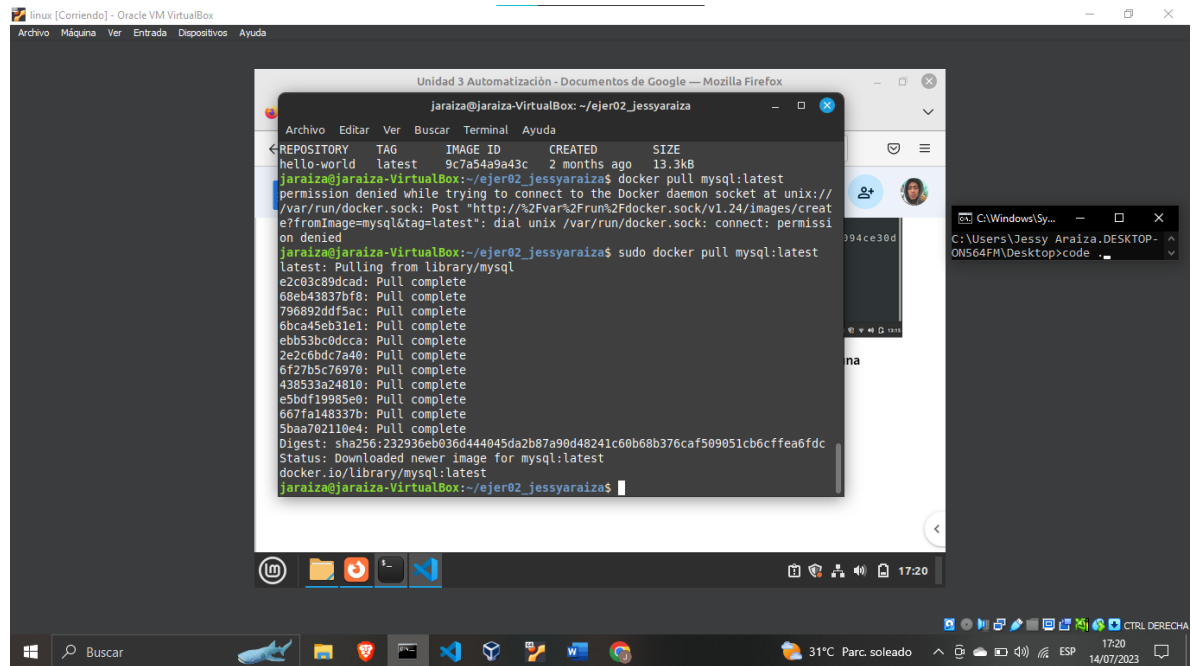 linux [Corriendo] - Oracle VM VirtualBox
Archivo Máquina Ver Entrada Dispositivos Ayuda
Unidad 3 Automatización - Documentos de Google — Mozilla Firefox
jaraiza@jaraiza-VirtualBox: ~/ejer02_jessyaraiza
Archivo Editar Ver Buscar Terminal Ayuda
REPOSITORY TAG IMAGE ID CREATED SIZE
hello-world latest 9c7a54a9a43c 2 months ago 13.3kB
jaraiza@jaraiza-VirtualBox:~/ejer02_jessyaraiza$ docker pull mysql:latest
permission denied while trying to connect to the Docker daemon socket at unix://
/var/run/docker.sock: Post "http://%2Fvar%2Frun%2Fdocker.sock/v1.24/images/creat
e?fromImage=mysql&tag=latest": dial unix /var/run/docker.sock: connect: permissi
on denied
jaraiza@jaraiza-VirtualBox:~/ejer02_jessyaraiza$ sudo docker pull mysql:latest
latest: Pulling from library/mysql
e2c03c89dcad: Pull complete
68eb43837bf8: Pull complete
796892ddf5ac: Pull complete
6bca45eb31e1: Pull complete
ebb53bc0dcca: Pull complete
2e2c6bdc7a40: Pull complete
6f27b5c76970: Pull complete
438533a24810: Pull complete
e5bdf19985e0: Pull complete
667fa148337b: Pull complete
5baa702110e4: Pull complete
Digest: sha256:232936eb036d444045da2b87a90d48241c60b68b376caf509051cb6cffea6fdc
Status: Downloaded newer image for mysql:latest
docker.io/library/mysql:latest
jaraiza@jaraiza-VirtualBox:~/ejer02_jessyaraiza$
094ce30d
13:15
na
C:\Windows\Sy...
C:\Users\Jessy Araiza.DESKTOP-
ON564FM\Desktop>code .
17:20
CTRL DERECHA
Buscar
31°C Parc. soleado
ESP
17:20
14/07/2023